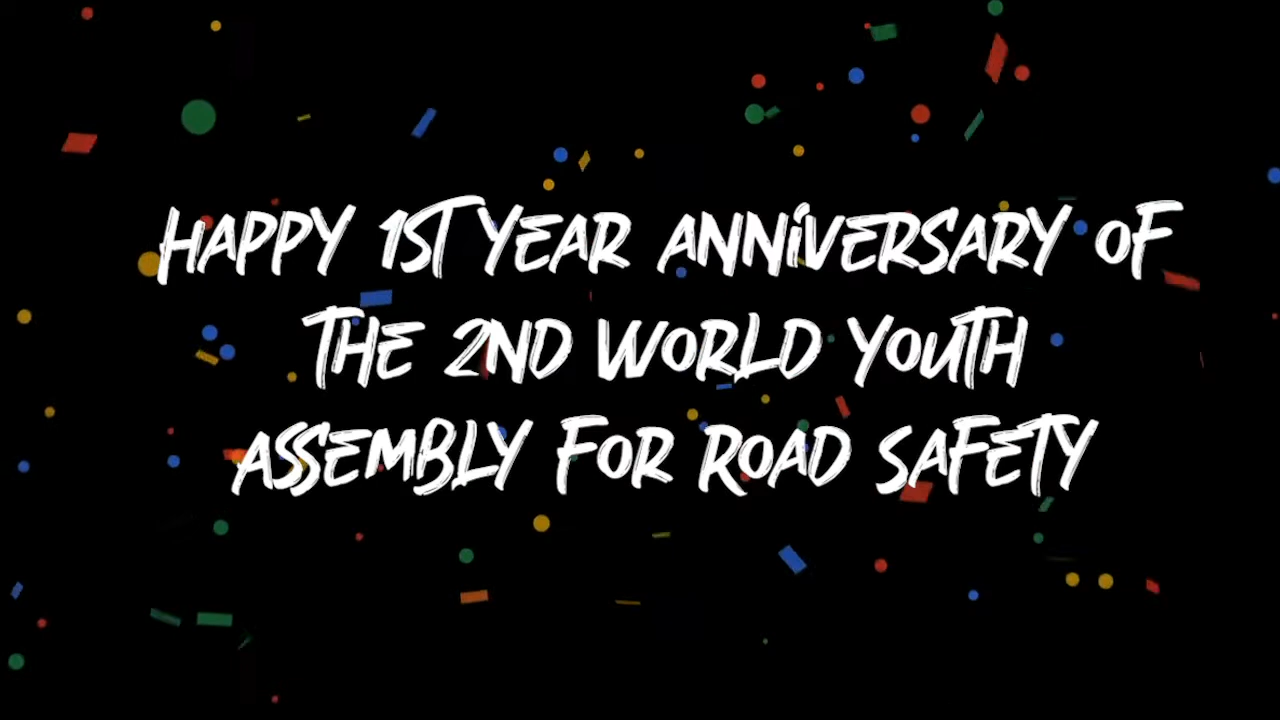 HAPPY 1ST YEAR ANNIVERSARY OF
THE 2ND WORLD YOUTH
ASSEMBLY FOR ROAD SAFETY